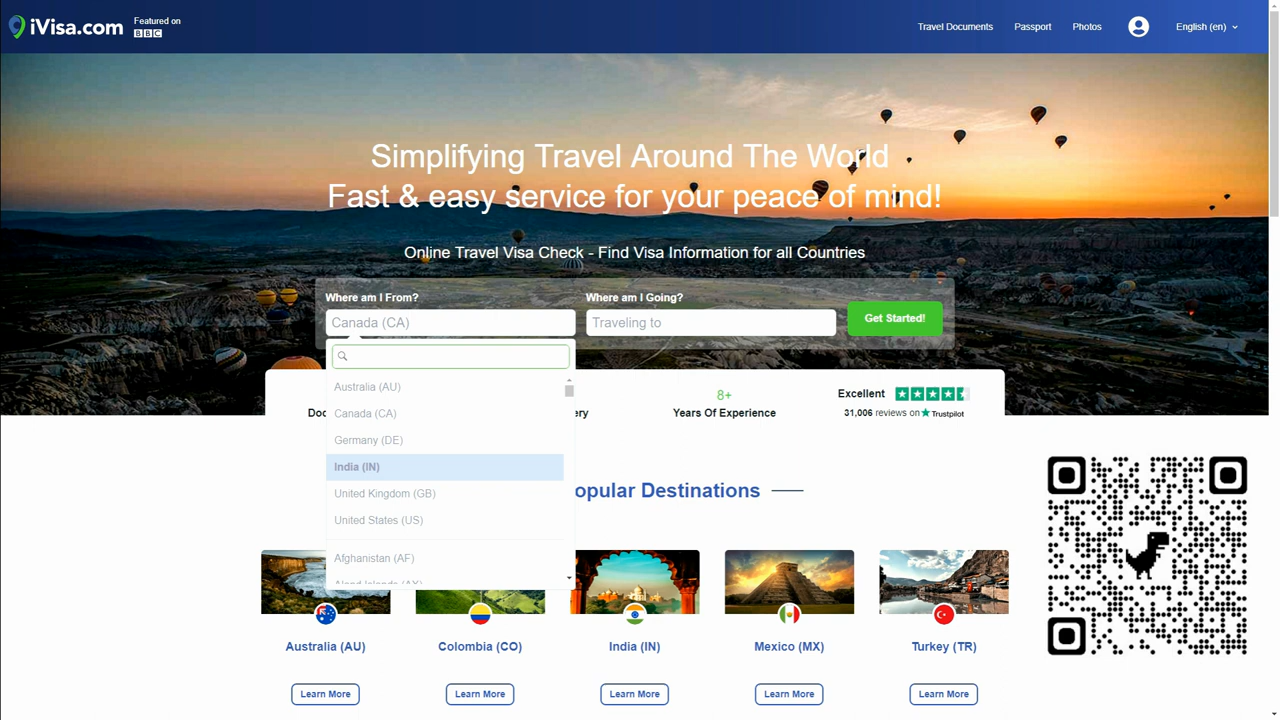 iVisa.com
Featured on
BBC
Travel Documents
Passport
Photos
English (en)
Simplifying Travel Around The World
Fast & easy service for your peace of mind!
Online Travel Visa Check - Find Visa Information for all Countries
Where am I From?
Where am I Going?
Canada (CA)
Traveling to
Get Started!
Australia (AU)
Canada (CA)
Germany (DE)
India (IN)
United Kingdom (GB)
United States (US)
Afghanistan (AF)
8+
Years Of Experience
Excellent
31,006 reviews on Trustpilot
opular Destinations
Australia (AU)
Colombia (CO)
India (IN)
Mexico (MX)
Turkey (TR)
Learn More
Learn More
Learn More
Learn More
Learn More